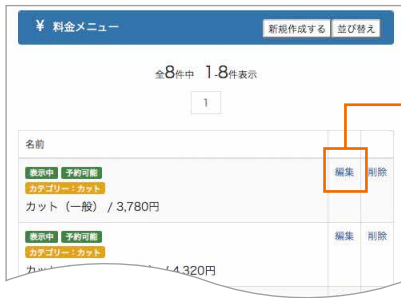 ¥ 料金メニュー
新規作成する 並び替え
全8件中 1-8件表示
1
名前
表示中 予約可能 編集 削除
カテゴリー：カット
カット（一般） / 3,780円
表示中 予約可能 編集 削除
カテゴリー：カット
4,320円